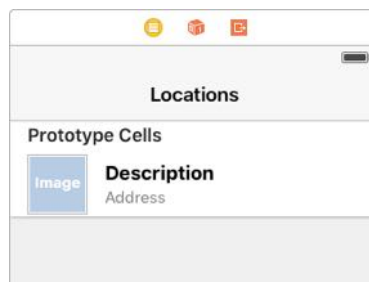 Locations
Prototype Cells
Image
Description
Address